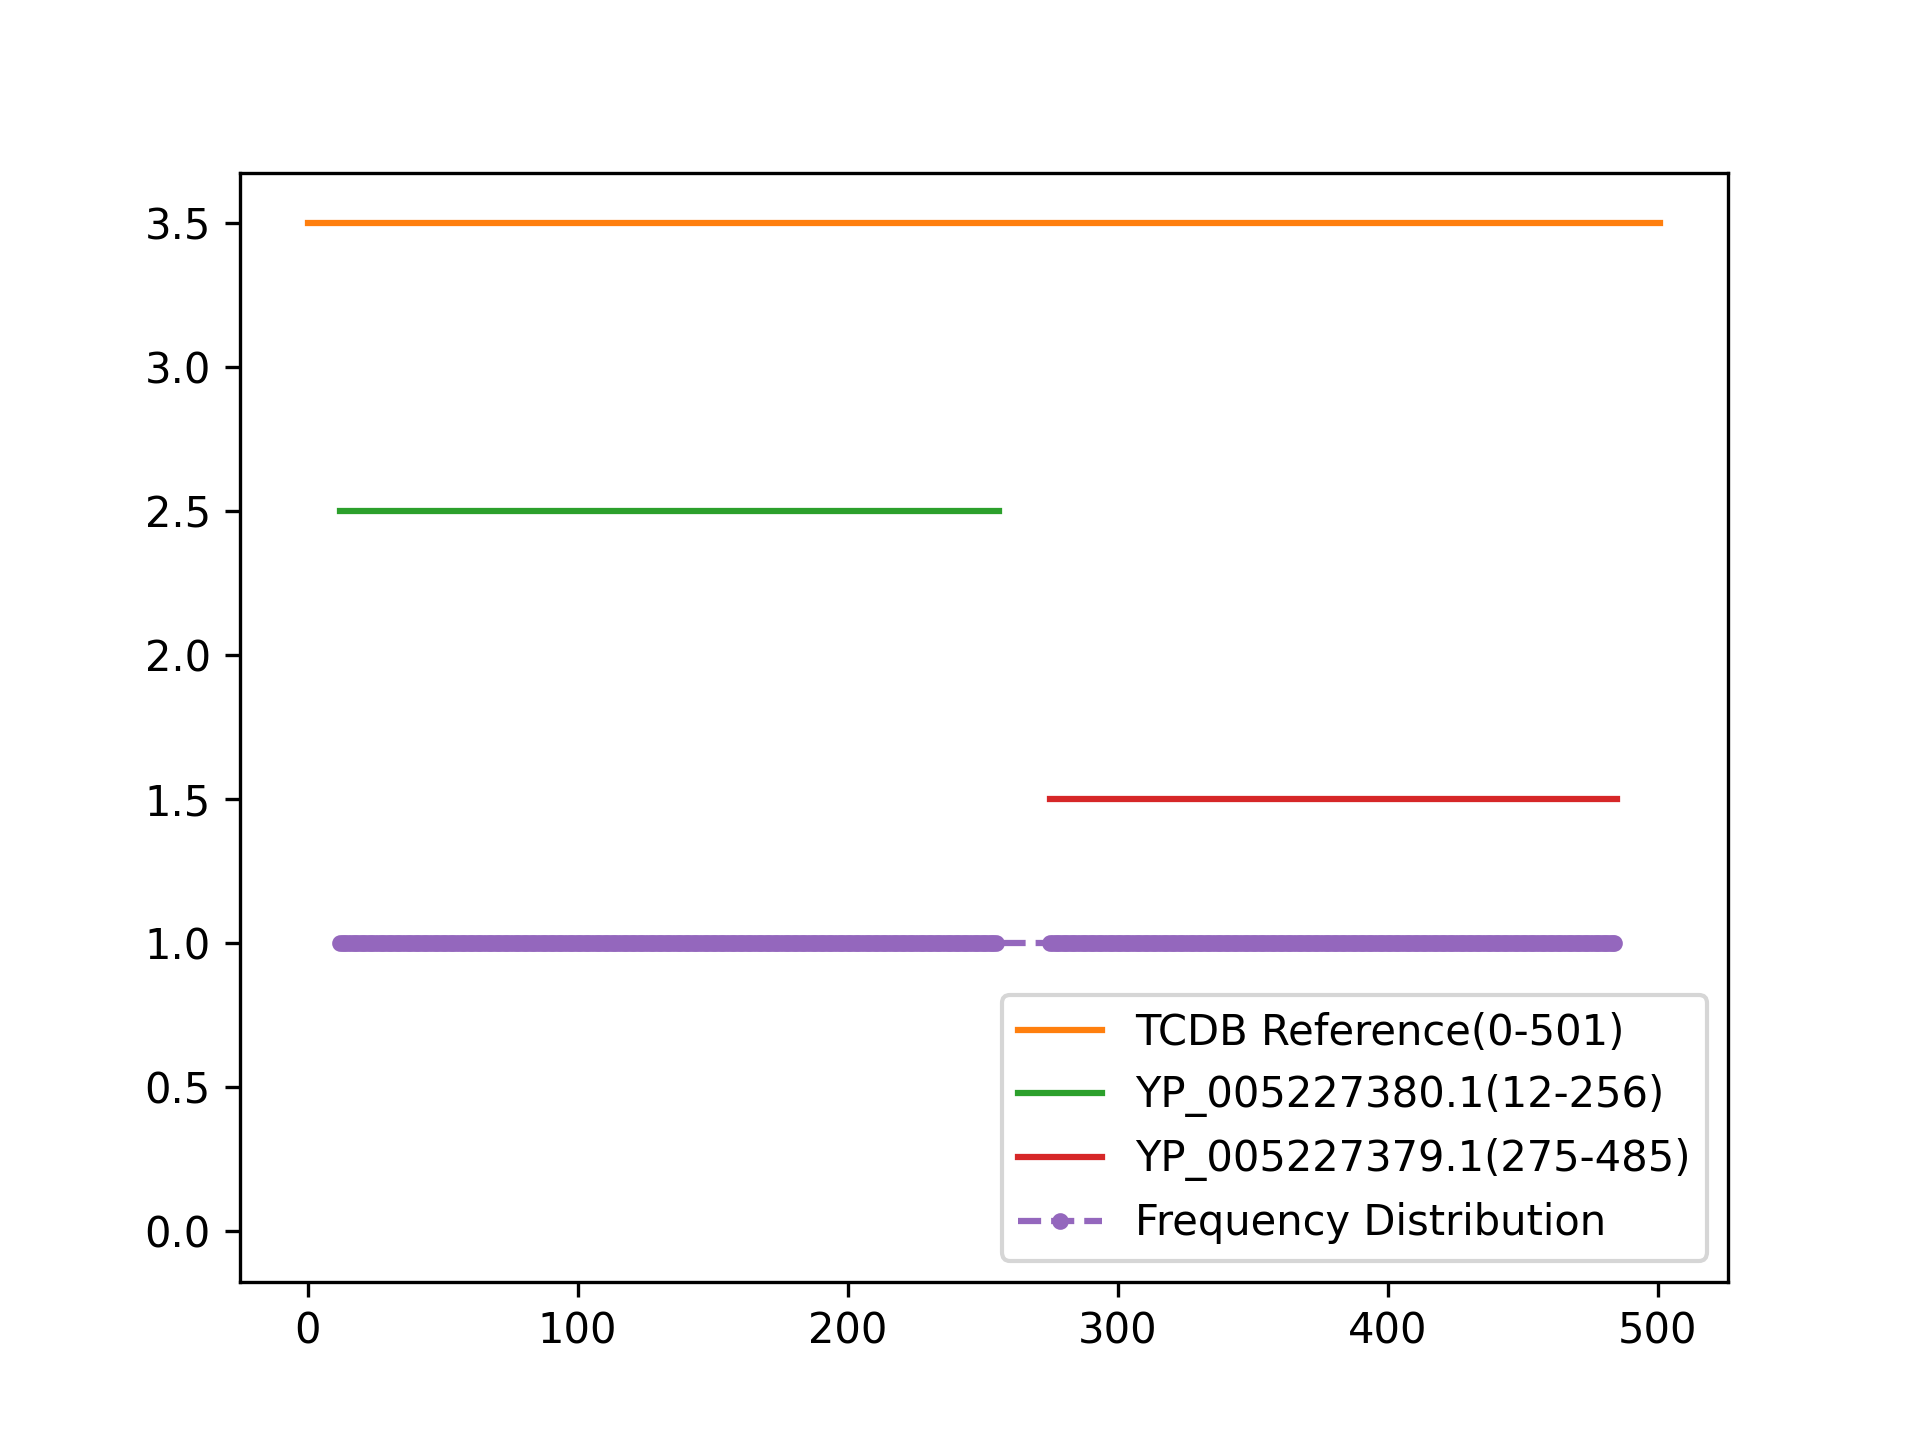 3.5
3.0
2.5
2.0
1.5
1.0
0.5
0.0
TCDB Reference(0-501)
YP_005227380.1(12-256)
YP_005227379.1(275-485)
Frequency Distribution
0 100 200 300 400 500